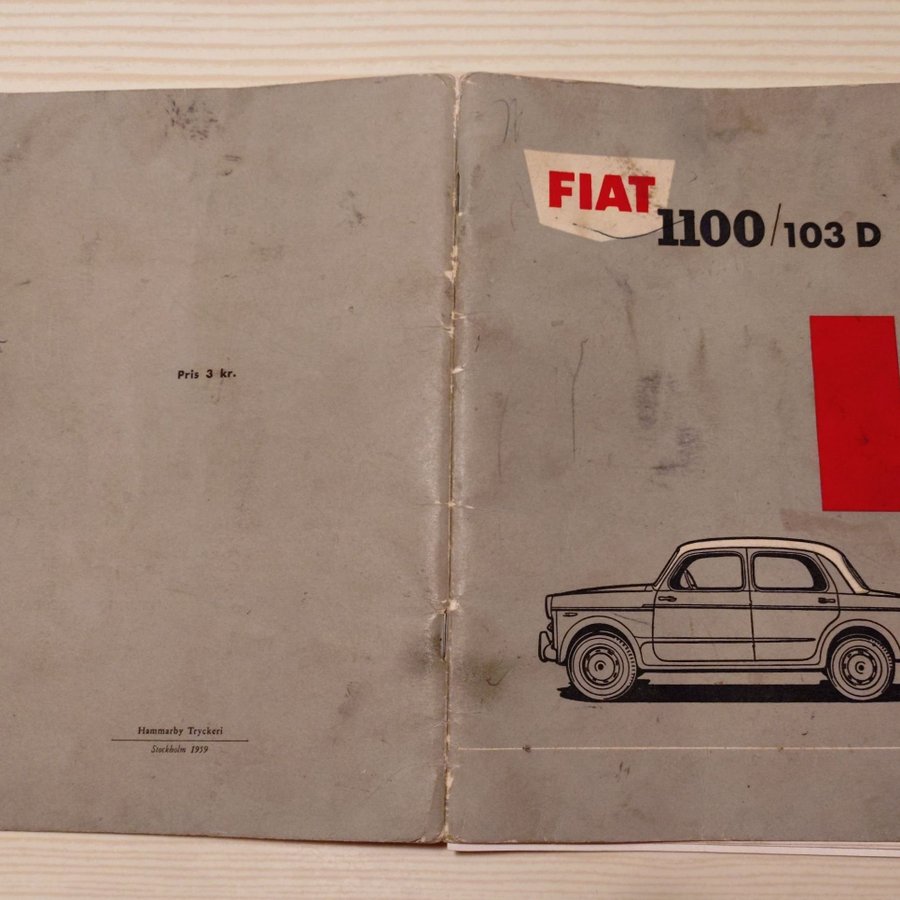 Pris 3 kr.
Hammarby Tryckeri
Stockholm 1959
FIAT
1100/103 D